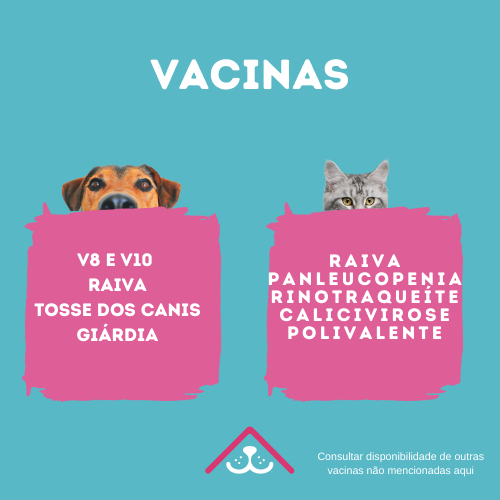 VACINAS
V8 E V10
RAIVA
TOSSE DOS CANIS
GIÁRDIA
RAIVA
PANLEUCOPENIA
RINOTRAQUEÍTE
CALICIVIROSE
POLIVALENTE
Consultar disponibilidade de outras
vacinas não mencionadas aqui